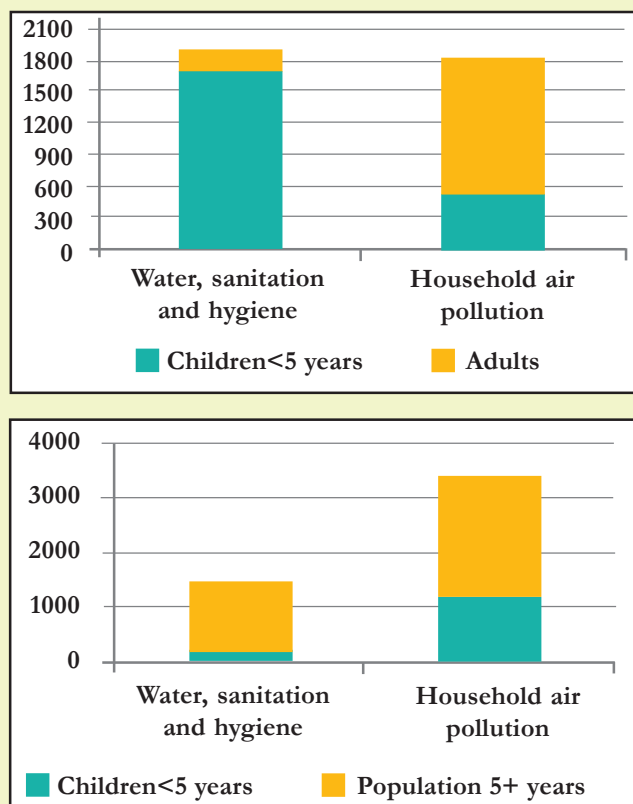 2100
1800
1500
1200
900
600
300
0
Water, sanitation
and hygiene
Household air
pollution
Children<5 years
Adults
4000
3000
2000
1000
0
Water, sanitation
and hygiene
Household air
pollution
Children<5 years
Population 5+ years